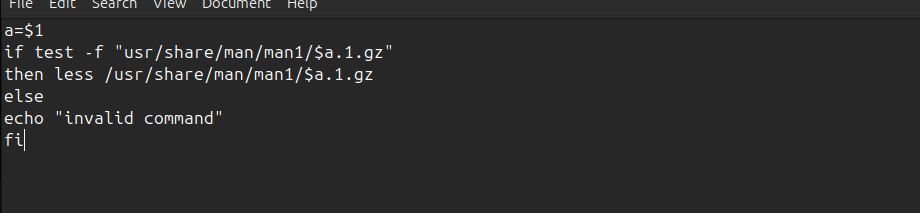 File Edit Search View Document Help
a=$1
if test -f "usr/share/man/man1/$a.1.gz"
then less /usr/share/man/man1/$a.1.gz
else
echo "invalid command"
fi